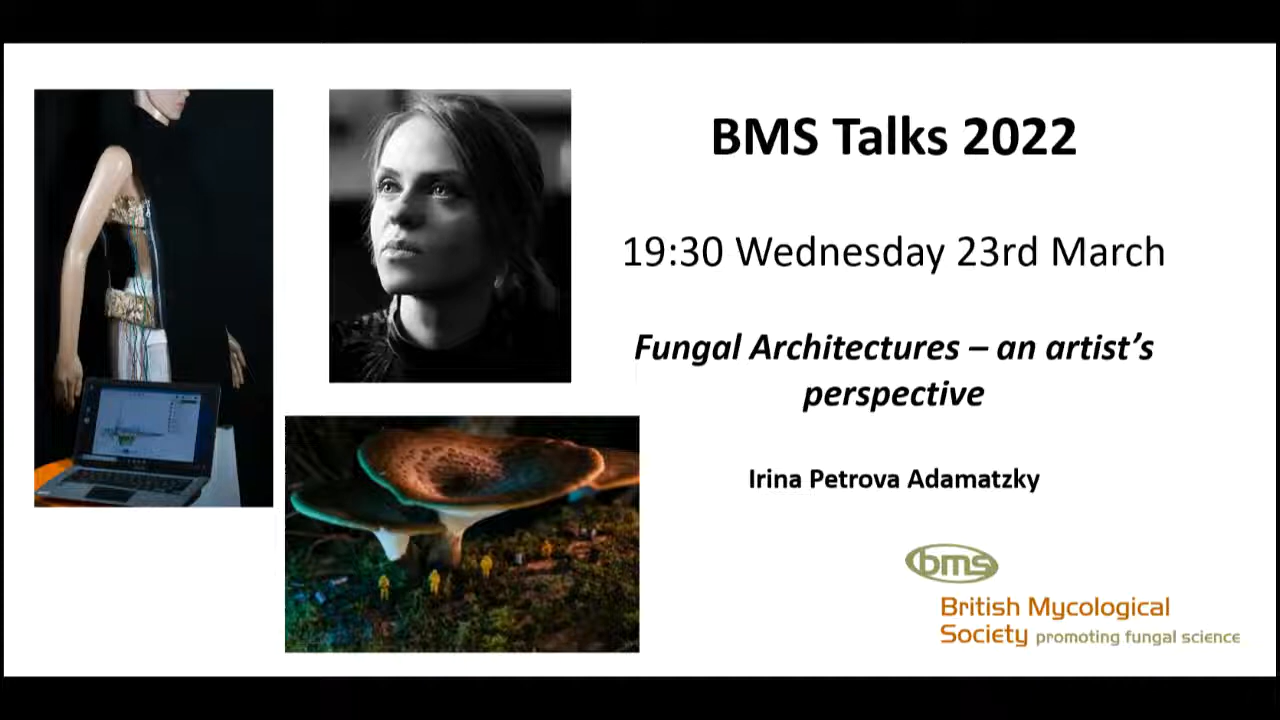 BMS Talks 2022
19:30 Wednesday 23rd March
Fungal Architectures – an artist’s
perspective
Irina Petrova Adamatzky
bms
British Mycological
Society promoting fungal science